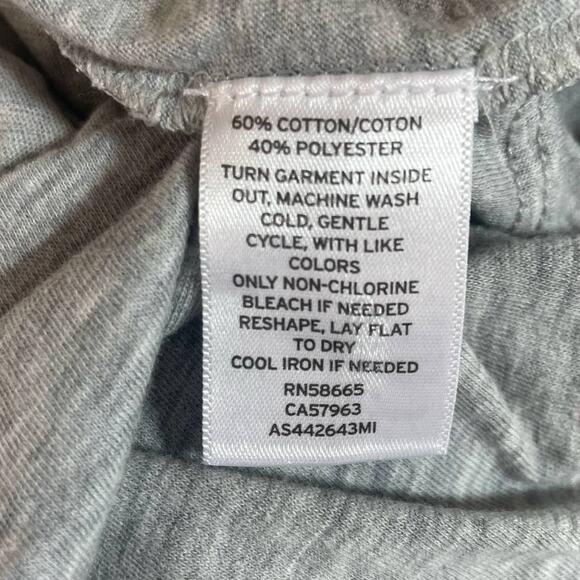 60% COTTON/COTON
40% POLYESTER
TURN GARMENT INSIDE
OUT, MACHINE WASH
COLD, GENTLE
CYCLE, WITH LIKE
COLORS
ONLY NON-CHLORINE
BLEACH IF NEEDED
RESHAPE, LAY FLAT
TO DRY
COOL IRON IF NEEDED
RN58665
CA57963
AS442643MI